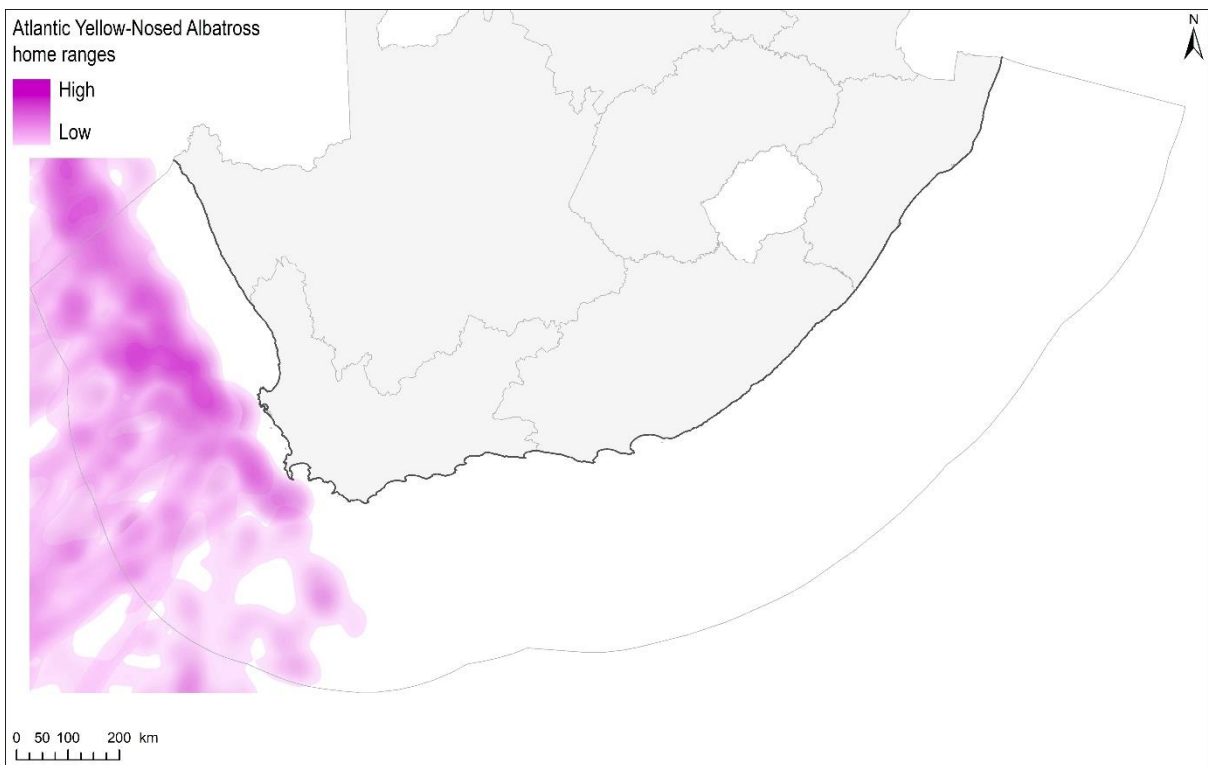 Atlantic Yellow-Nosed Albatross
home ranges
High
Low
N
0 50 100 200 km